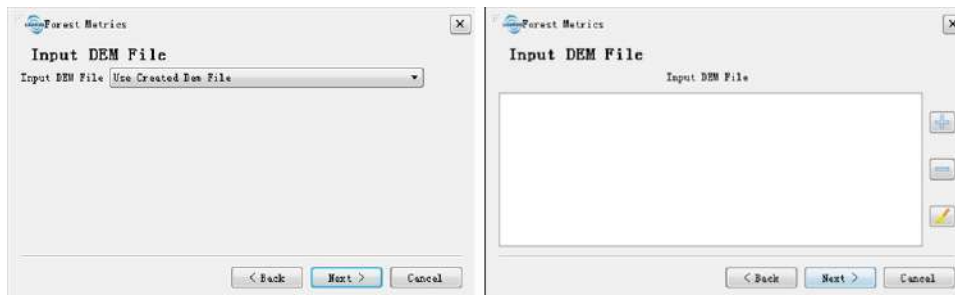 Forest Metrics
Input DEM File
Input DEM File Use Created Dem File
< Back Next > Cancel
Forest Metrics
Input DEM File
Input DEM File
< Back Next > Cancel